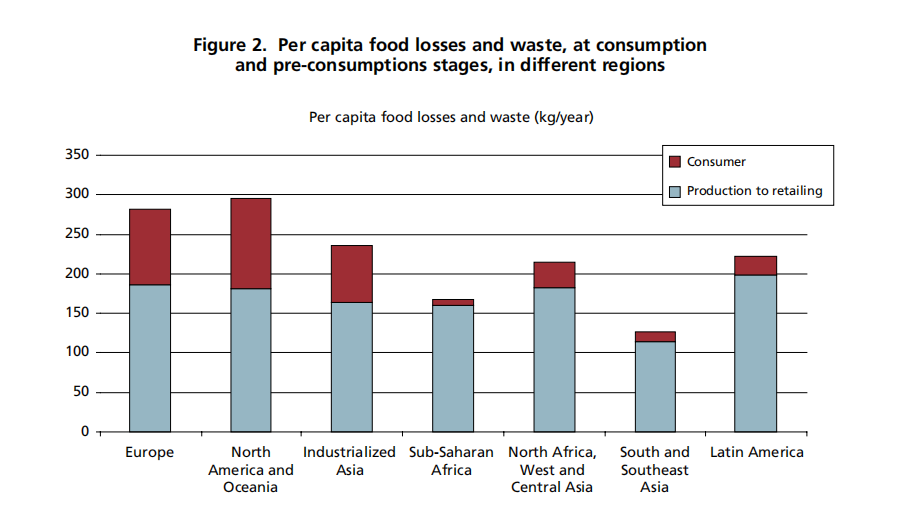 Figure 2.  Per capita food losses and waste, at consumption
and pre-consumptions stages, in different regions
Per capita food losses and waste (kg/year)
350
300
250
200
150
100
50
0
Consumer
Production to retailing
Europe
North
America and
Oceania
Industrialized
Asia
Sub-Saharan
Africa
North Africa,
West and
Central Asia
South and
Southeast
Asia
Latin America